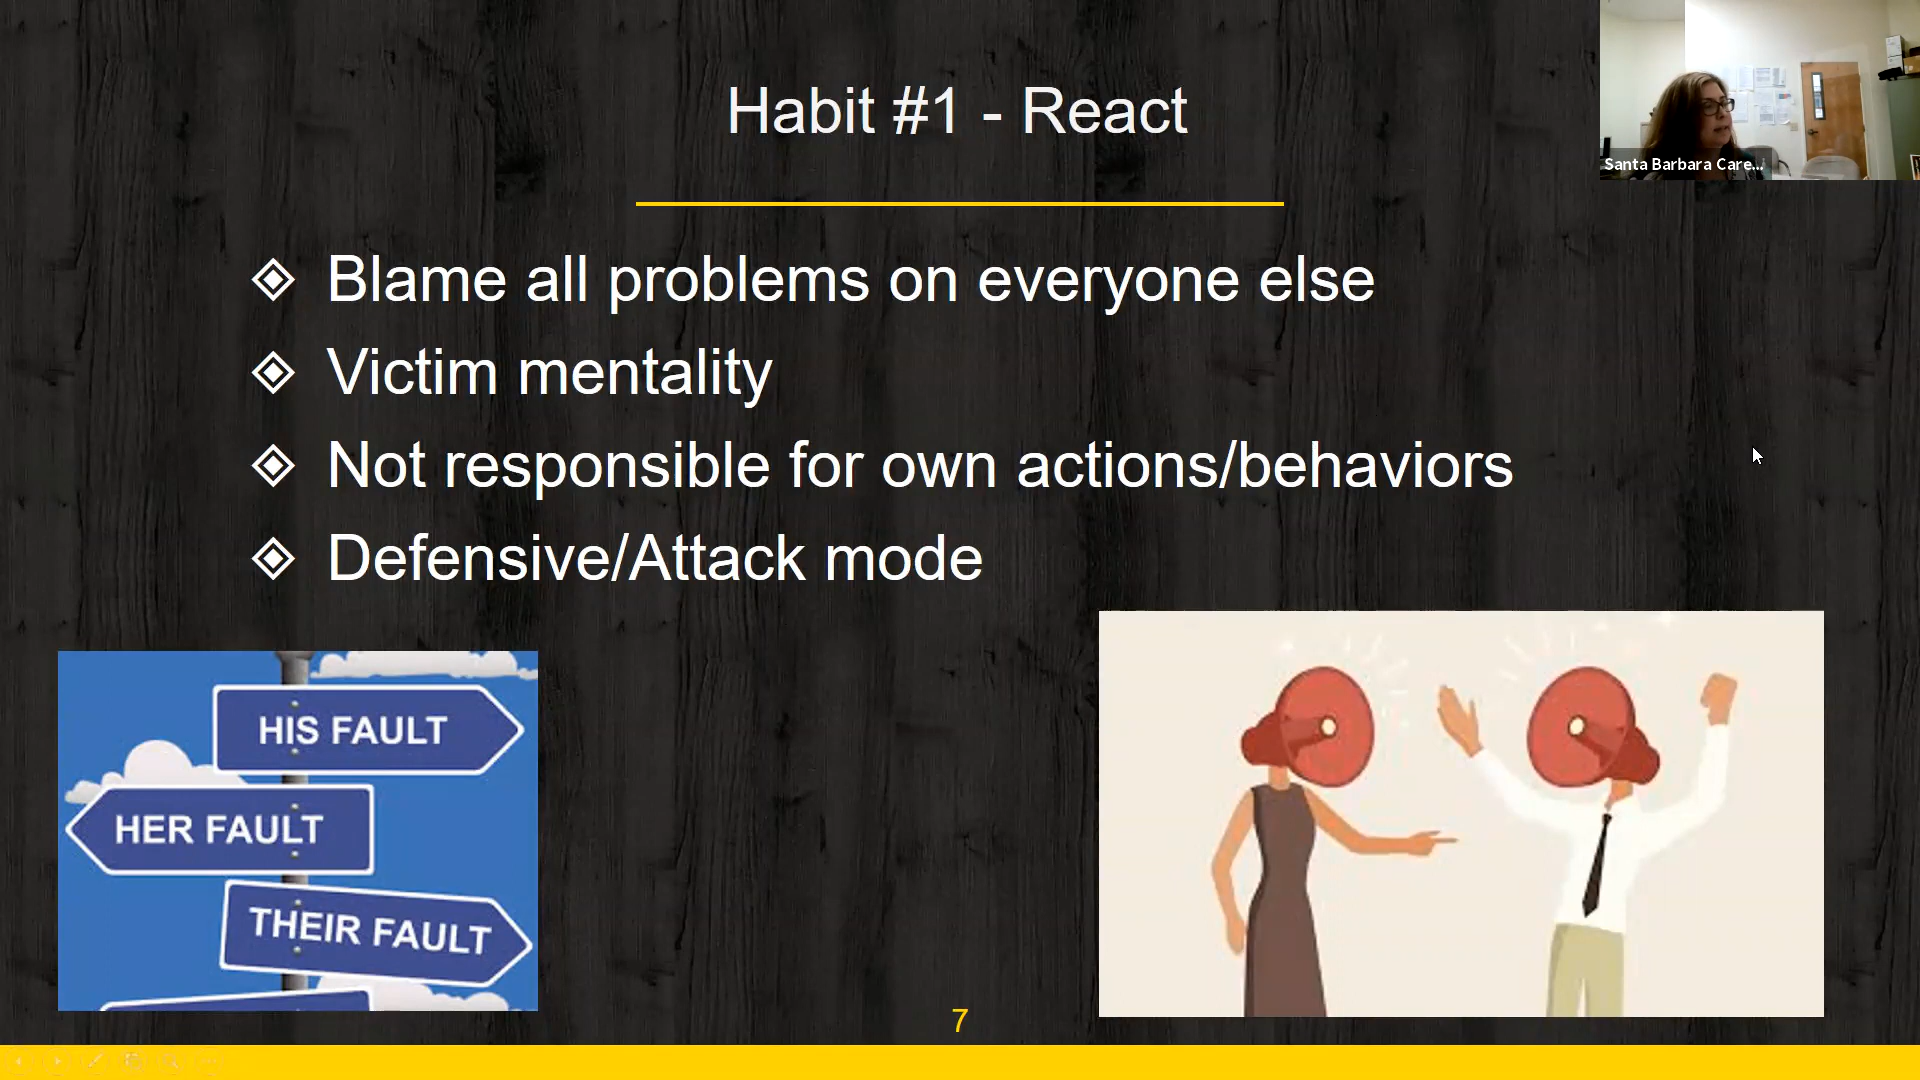 Habit #1 - React
Santa Barbara Care...
Blame all problems on everyone else
Victim mentality
Not responsible for own actions/behaviors
Defensive/Attack mode
HIS FAULT
HER FAULT
THEIR FAULT
7